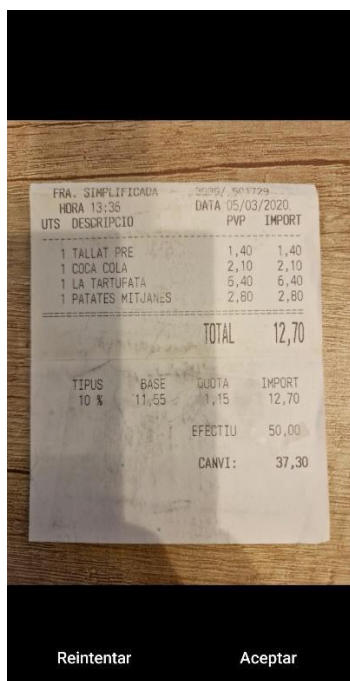 FRA. SIMPLIFICADA
HORA 13:36 DATA 05/03/2020
UTS DESCRIPCIO PVP IMPORT
1 TALLAT PRE 1,40 1,40
1 COCA COLA 2,10 2,10
1 LA TARTUFATA 6,40 6,40
1 PATATES MITJANES 2,80 2,80
TOTAL 12,70
TIPUS BASE QUOTA IMPORT
10 % 11,55 1,15 12,70
EFECTIU 50,00
CANVI: 37,30
Reintentar Aceptar